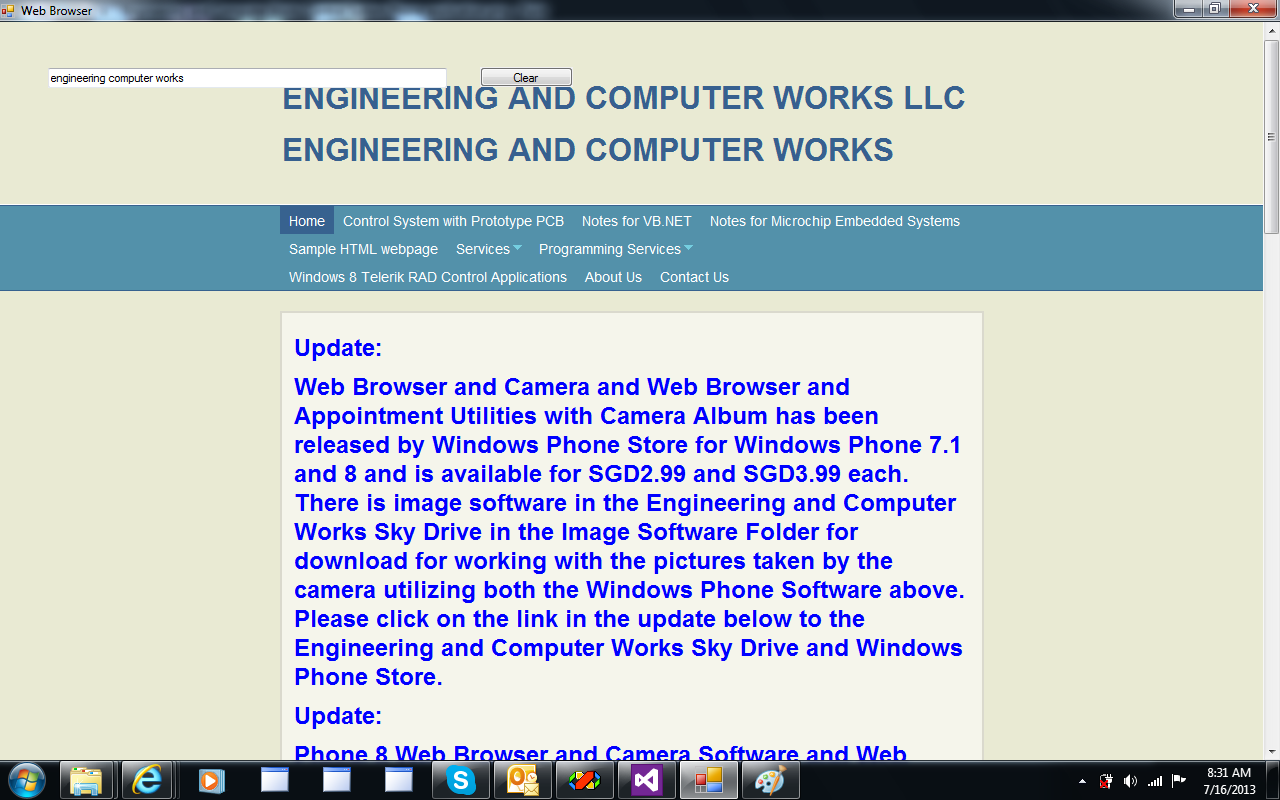 Web Browser
engineering computer works
Clear
ENGINEERING AND COMPUTER WORKS LLC
ENGINEERING AND COMPUTER WORKS
Home Control System with Prototype PCB Notes for VB.NET Notes for Microchip Embedded Systems
Sample HTML webpage Services Programming Services
Windows 8 Telerik RAD Control Applications About Us Contact Us
Update:
Web Browser and Camera and Web Browser and
Appointment Utilities with Camera Album has been
released by Windows Phone Store for Windows Phone 7.1
and 8 and is available for SGD2.99 and SGD3.99 each.
There is image software in the Engineering and Computer
Works Sky Drive in the Image Software Folder for
download for working with the pictures taken by the
camera utilizing both the Windows Phone Software above.
Please click on the link in the update below to the
Engineering and Computer Works Sky Drive and Windows
Phone Store.
Update:
Phone 8 Web Browser and Camera Software and Web
8:31 AM
7/16/2013